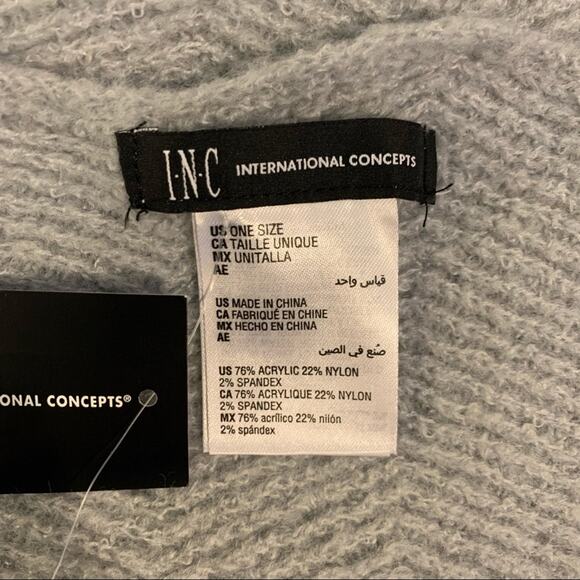 I·N·C INTERNATIONAL CONCEPTS
US ONE SIZE
CA TAILLE UNIQUE
MX UNITALLA
AE
قياس واحد
US MADE IN CHINA
CA FABRIQUÉ EN CHINE
MX HECHO EN CHINA
AE
صُنع في الصين
US 76% ACRYLIC 22% NYLON
2% SPANDEX
CA 76% ACRYLIQUE 22% NYLON
2% SPANDEX
MX 76% acrílico 22% nilón
2% spándex
ONAL CONCEPTS®